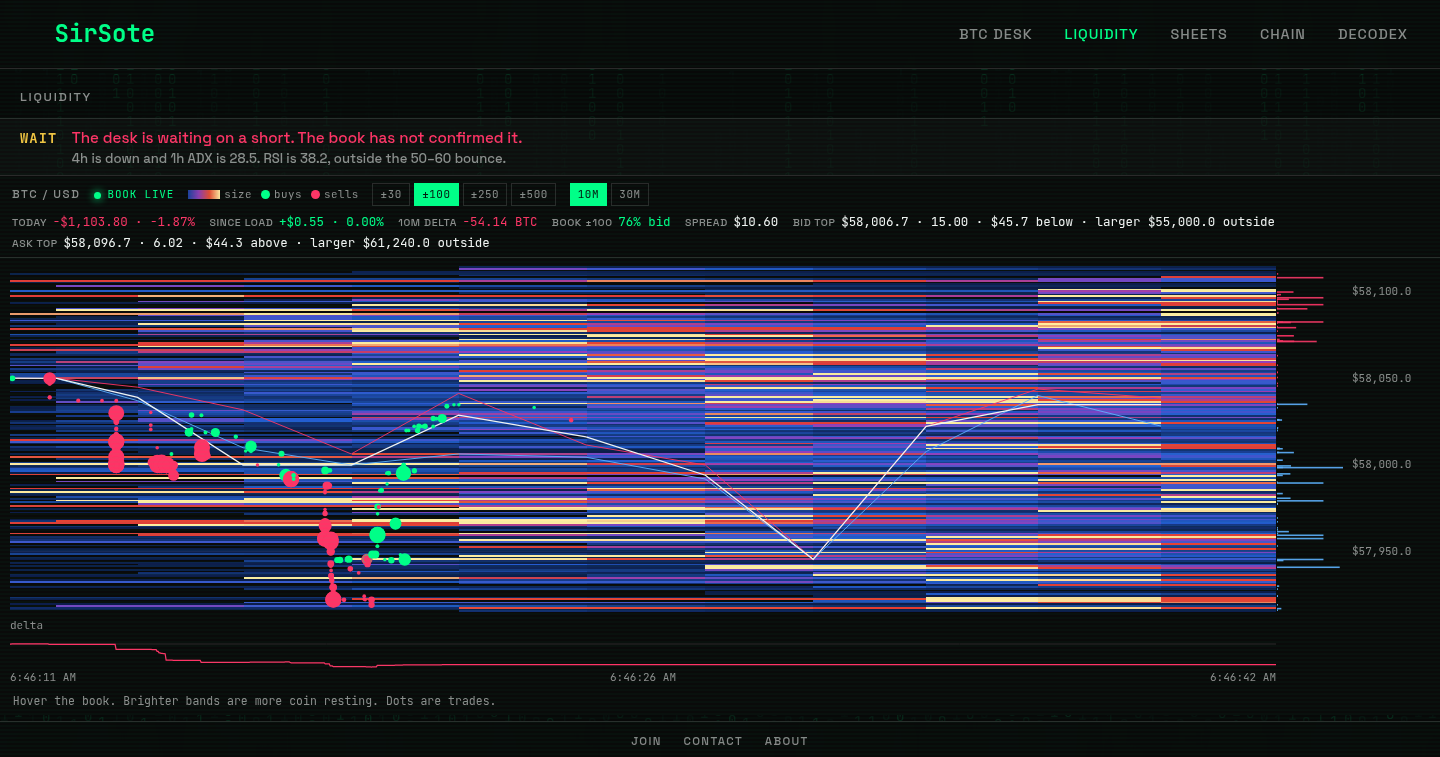 SirSote
BTC DESK LIQUIDITY SHEETS CHAIN DECODEX
LIQUIDITY
WAIT The desk is waiting on a short. The book has not confirmed it.
4h is down and 1h ADX is 28.5. RSI is 38.2, outside the 50–60 bounce.
BTC / USD BOOK LIVE size buys sells ±30 ±100 ±250 ±500 10M 30M
TODAY -$1,103.80 · -1.87% SINCE LOAD +$0.55 · 0.00% 10M DELTA -54.14 BTC BOOK ±100 76% bid SPREAD $10.60 BID TOP $58,006.7 · 15.00 · $45.7 below · larger $55,000.0 outside
ASK TOP $58,096.7 · 6.02 · $44.3 above · larger $61,240.0 outside
$58,100.0
$58,050.0
$58,000.0
$57,950.0
delta
6:46:11 AM 6:46:26 AM 6:46:42 AM
Hover the book. Brighter bands are more coin resting. Dots are trades.
JOIN CONTACT ABOUT